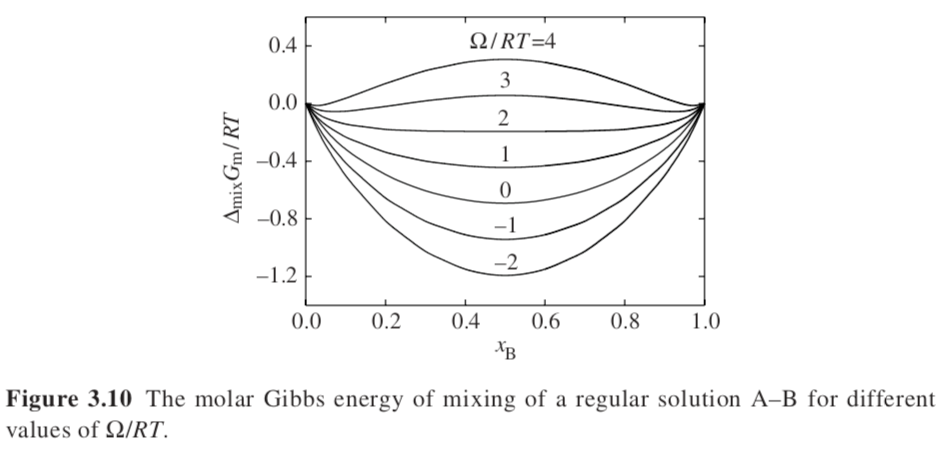 0.4
0.0
–0.4
–0.8
–1.2
Δmix Gm/RT
Ω/RT=4
3
2
1
0
–1
–2
0.0 0.2 0.4 0.6 0.8 1.0
xB
Figure 3.10 The molar Gibbs energy of mixing of a regular solution A–B for different
values of Ω/RT.